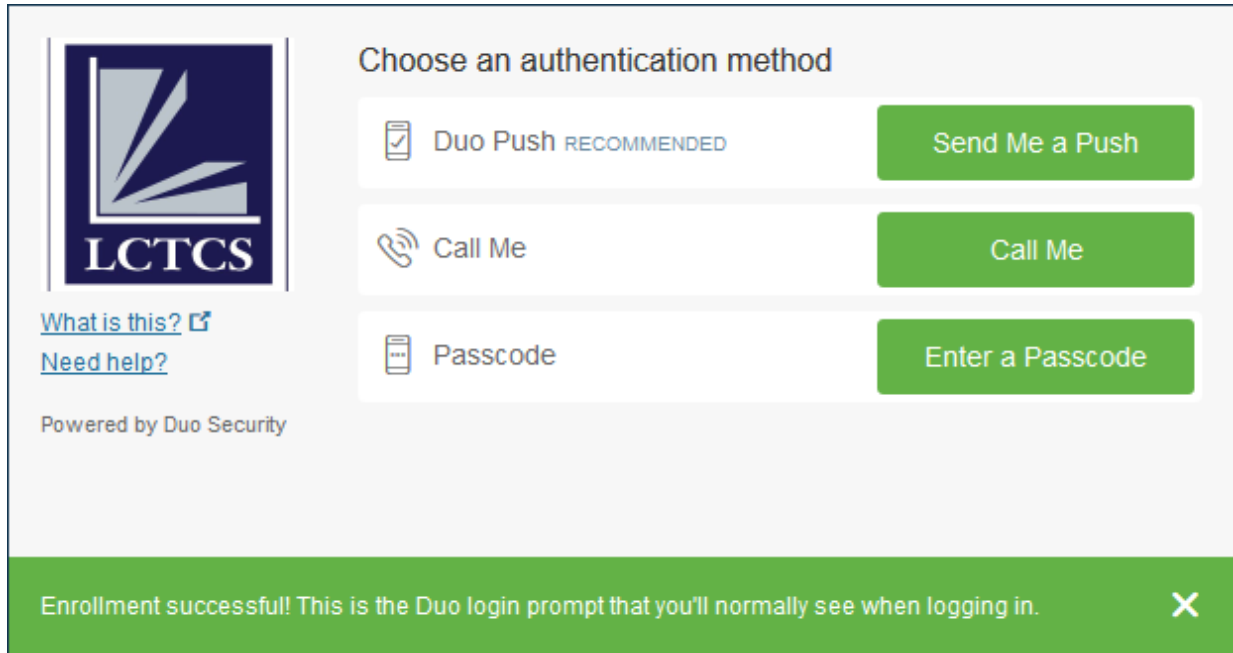 LCTCS
What is this?
Need help?
Powered by Duo Security
Choose an authentication method
Duo Push RECOMMENDED
Send Me a Push
Call Me
Call Me
Passcode
Enter a Passcode
Enrollment successful! This is the Duo login prompt that you'll normally see when logging in.